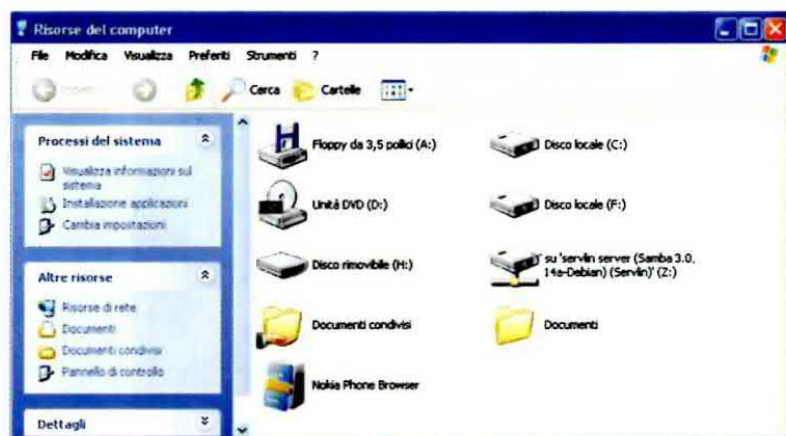 Risorse del computer
File Modifica Visualizza Preferiti Strumenti ?
Cerca Cartelle
Processi del sistema
Visualizza informazioni sul
sistema
Installazione applicazioni
Cambia impostazioni
Altre risorse
Risorse di rete
Documenti
Documenti condivisi
Pannello di controllo
Dettagli
Floppy da 3,5 pollici (A:)
Disco locale (C:)
Unità DVD (D:)
Disco locale (F:)
Disco rimovibile (H:)
' su 'servlin server (Samba 3.0,
14a-Debian) (Servlin)' (Z:)
Documenti condivisi
Documenti
Nokia Phone Browser